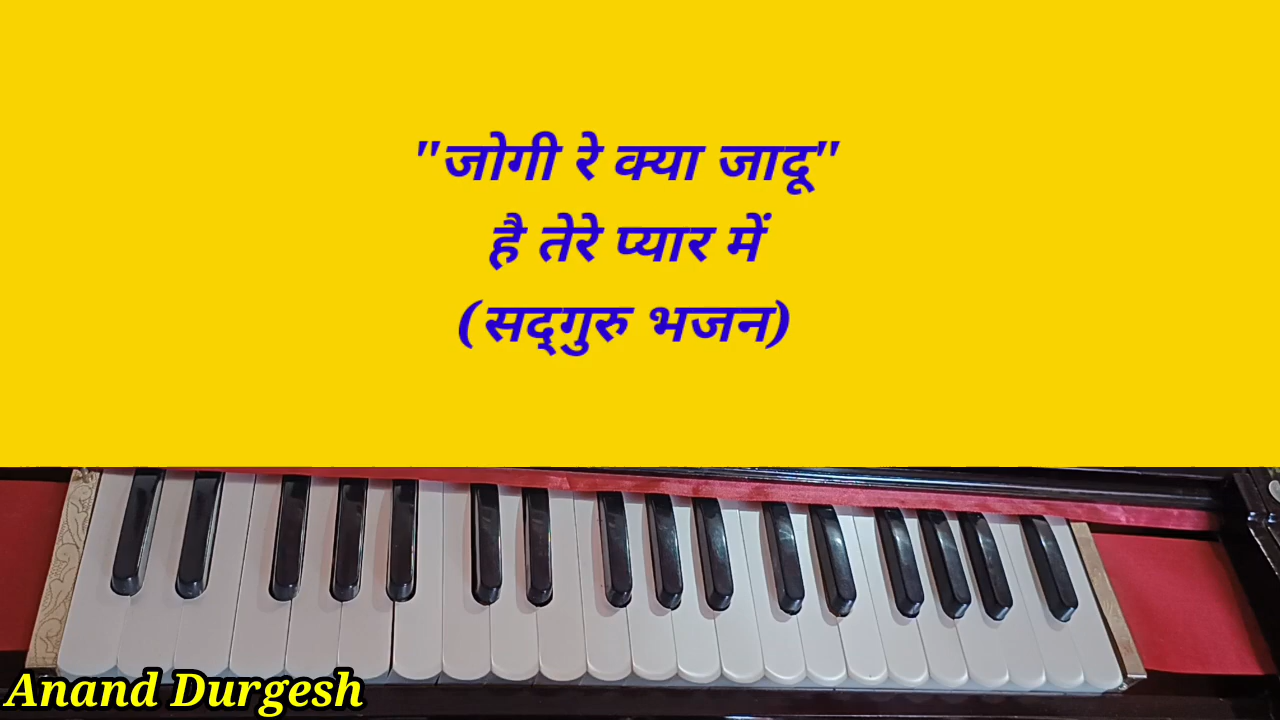 "जोगी रे क्या जादू"
है तेरे प्यार में
(सद्‌गुरु भजन)
Anand Durgesh